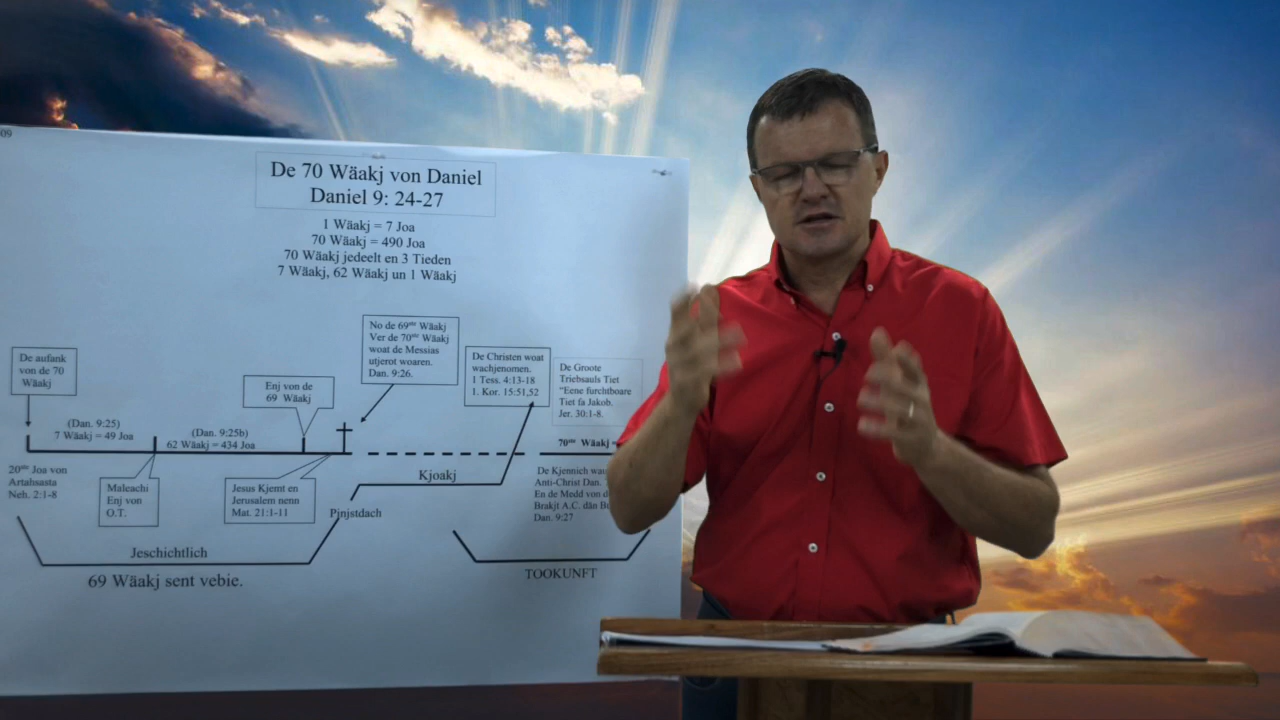 09
De 70 Wäakj von Daniel
Daniel 9: 24-27
1 Wäakj = 7 Joa
70 Wäakj = 490 Joa
70 Wäakj jedeelt en 3 Tieden
7 Wäakj, 62 Wäakj un 1 Wäakj
De aufank
von de 70
Wäakj
Enj von de
69 Wäakj
No de 69ste Wäakj
Ver de 70ste Wäakj
woat de Messias
utjerot woaren.
Dan. 9:26.
De Christen woat
wachjenomen.
1 Tess. 4:13-18
1. Kor. 15:51,52
De Groote
Triebsauls Tiet
"Eene furchtboare
Tiet fa Jakob.
Jer. 30:1-8.
(Dan. 9:25)
7 Wäakj = 49 Joa
(Dan. 9:25b)
62 Wäakj = 434 Joa
70ste Wäakj =
20ste Joa von
Artahsasta
Neh. 2:1-8
Maleachi
Enj von
O.T.
Jesus Kjemt en
Jerusalem nenn
Mat. 21:1-11
Kjoakj
Pinjstdach
De Kjennich
Anti-Christ Dan.
En de Medd von
Brakjt A.C. dän
Dan. 9:27
Jeschichtlich
69 Wäakj sent vebie.
TOOKUNFT